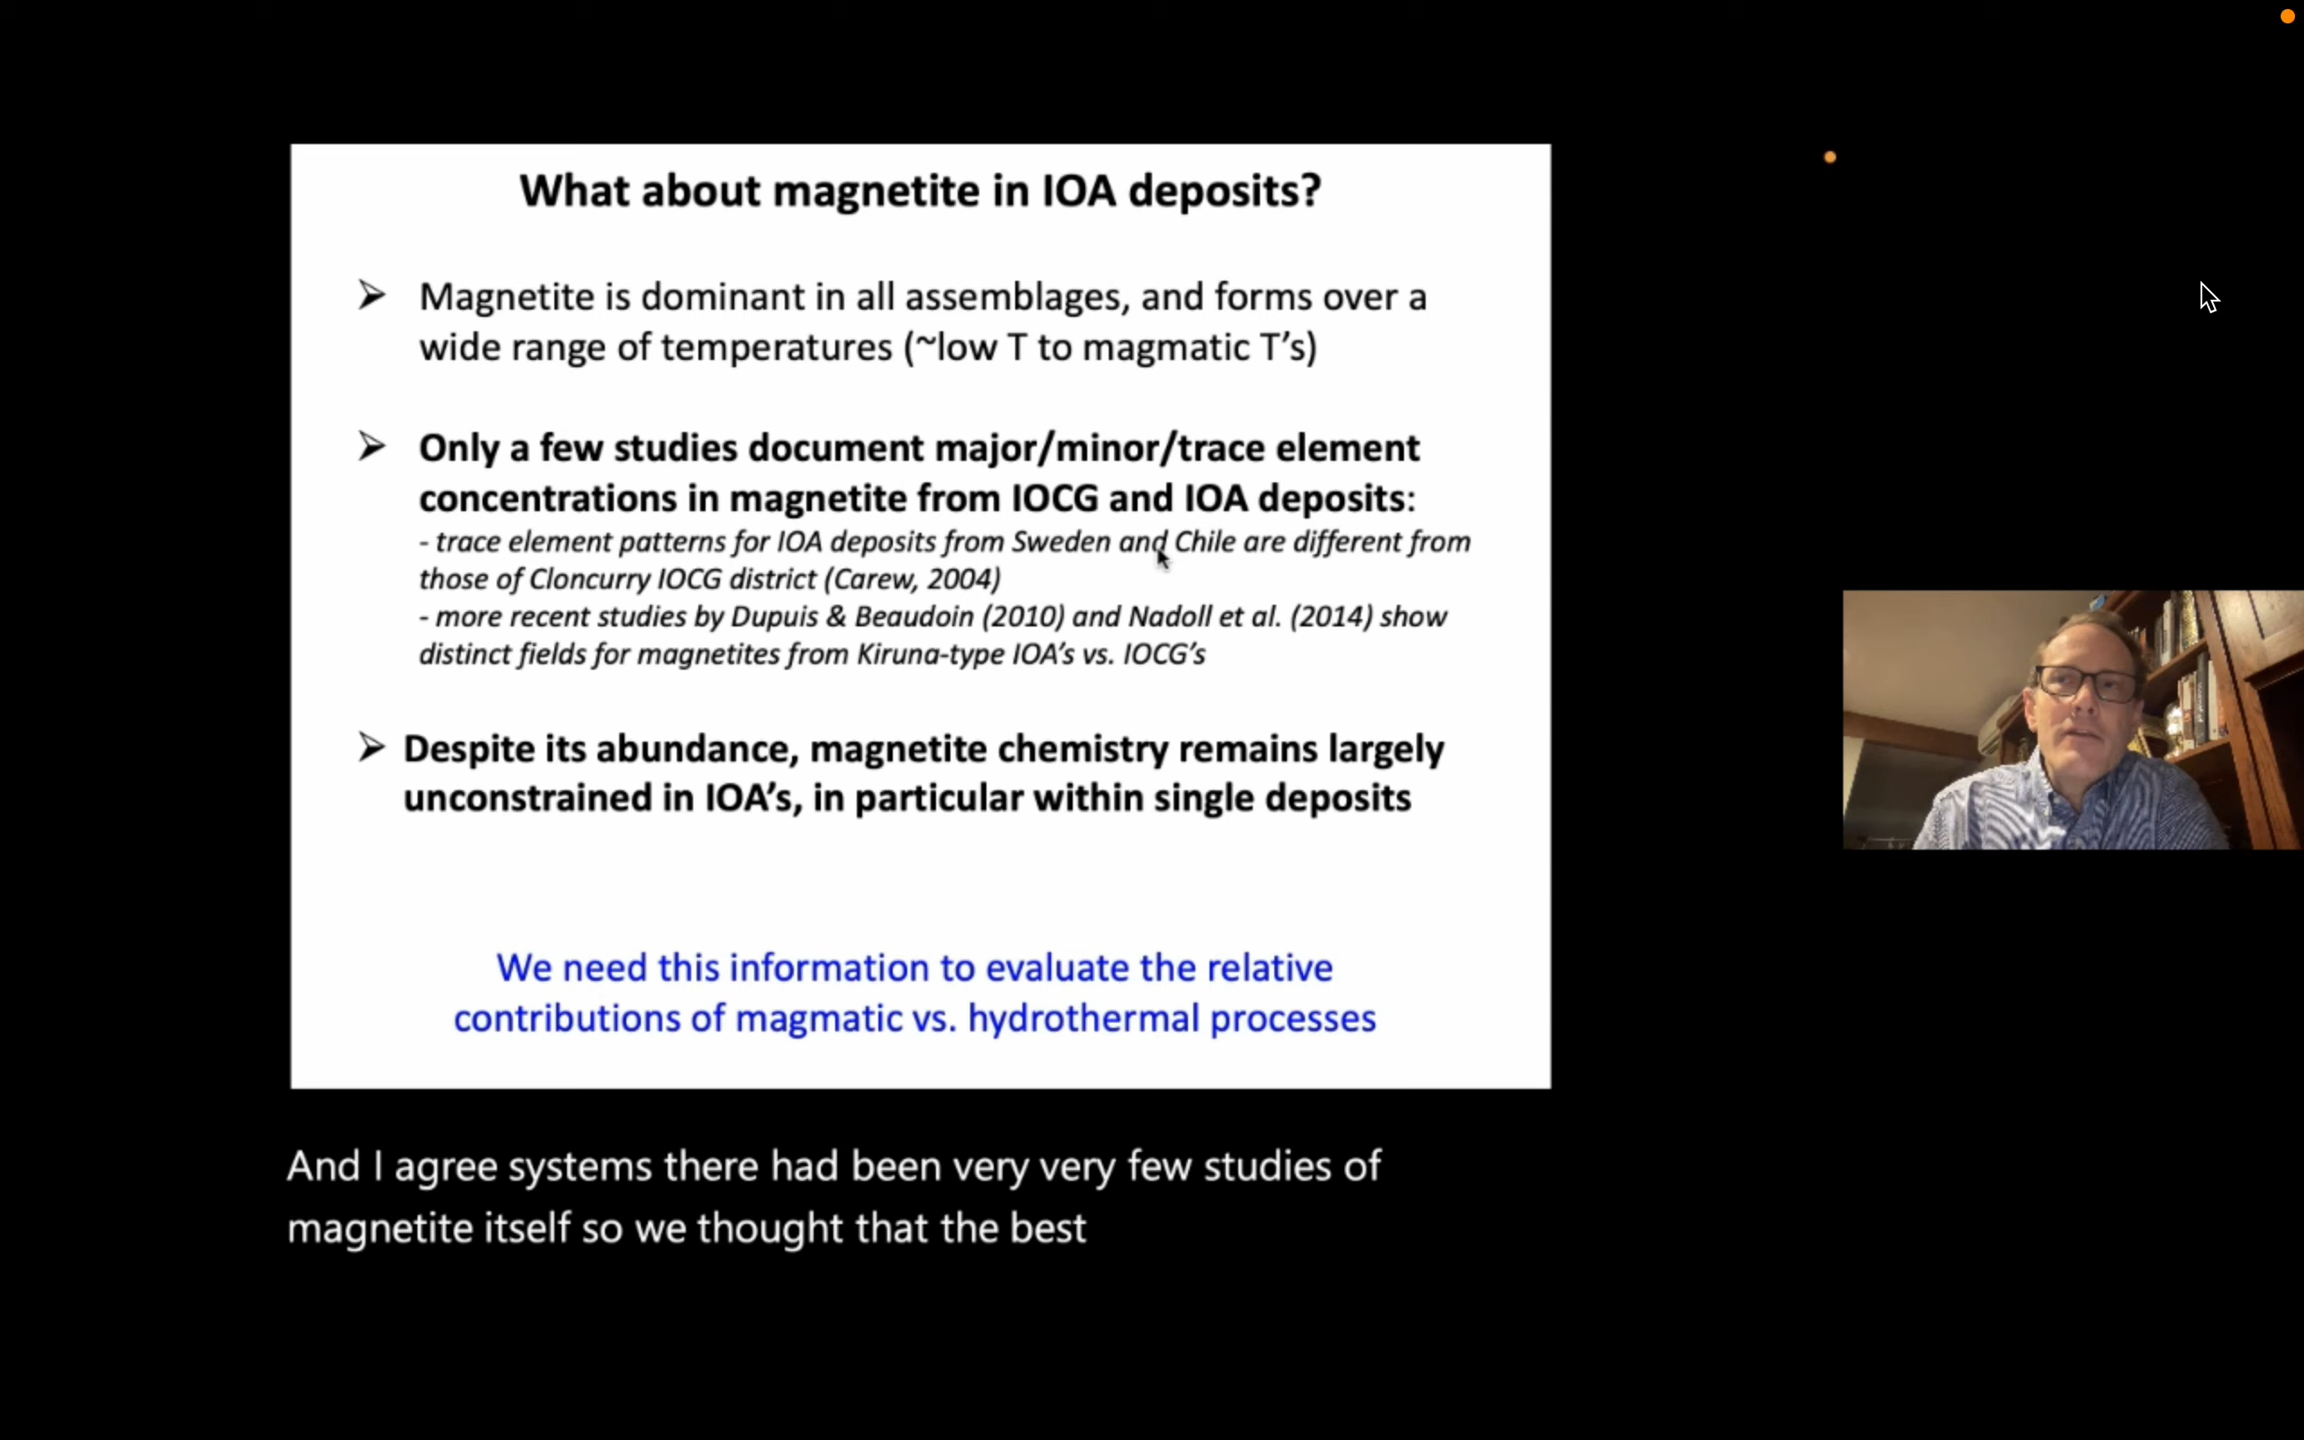 What about magnetite in IOA deposits?
➢ Magnetite is dominant in all assemblages, and forms over a
wide range of temperatures (~low T to magmatic T’s)
➢ Only a few studies document major/minor/trace element
concentrations in magnetite from IOCG and IOA deposits:
- trace element patterns for IOA deposits from Sweden and Chile are different from
those of Cloncurry IOCG district (Carew, 2004)
- more recent studies by Dupuis & Beaudoin (2010) and Nadoll et al. (2014) show
distinct fields for magnetites from Kiruna-type IOA’s vs. IOCG’s
➢ Despite its abundance, magnetite chemistry remains largely
unconstrained in IOA’s, in particular within single deposits
We need this information to evaluate the relative
contributions of magmatic vs. hydrothermal processes
And I agree systems there had been very very few studies of
magnetite itself so we thought that the best